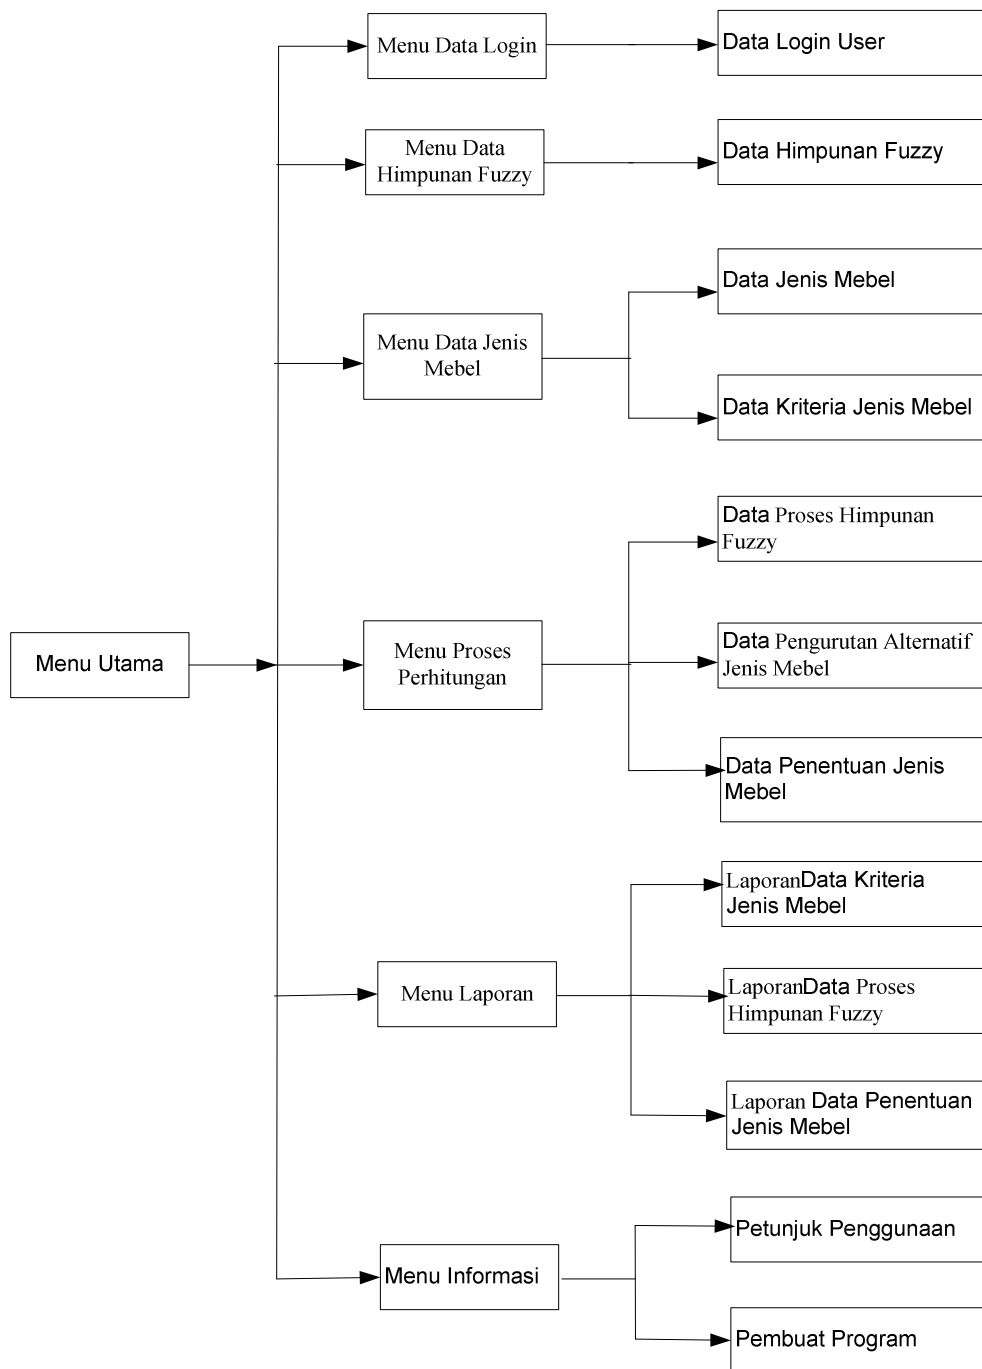 Menu Data Login
Data Login User
Menu Data
Himpunan Fuzzy
Data Himpunan Fuzzy
Menu Data Jenis
Mebel
Data Jenis Mebel
Data Kriteria Jenis Mebel
Menu Utama
Menu Proses
Perhitungan
Data Proses Himpunan
Fuzzy
Data Pengurutan Alternatif
Jenis Mebel
Data Penentuan Jenis
Mebel
Menu Laporan
LaporanData Kriteria
Jenis Mebel
LaporanData Proses
Himpunan Fuzzy
Laporan Data Penentuan
Jenis Mebel
Menu Informasi
Petunjuk Penggunaan
Pembuat Program